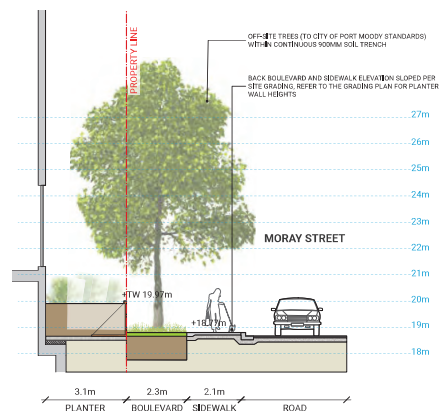 OFF-SITE TREES (TO CITY OF PORT MOODY STANDARDS)
WITHIN CONTINUOUS 900MM SOIL TRENCH
PROPERTY LINE
BACK BOULEVARD AND SIDEWALK ELEVATION SLOPED PER
SITE GRADING, REFER TO THE GRADING PLAN FOR PLANTER
WALL HEIGHTS
27m
26m
25m
24m
23m
MORAY STREET
22m
21m
+TW 19.97m
20m
+18.77m
19m
18m
3.1m
2.3m
2.1m
PLANTER
BOULEVARD
SIDEWALK
ROAD